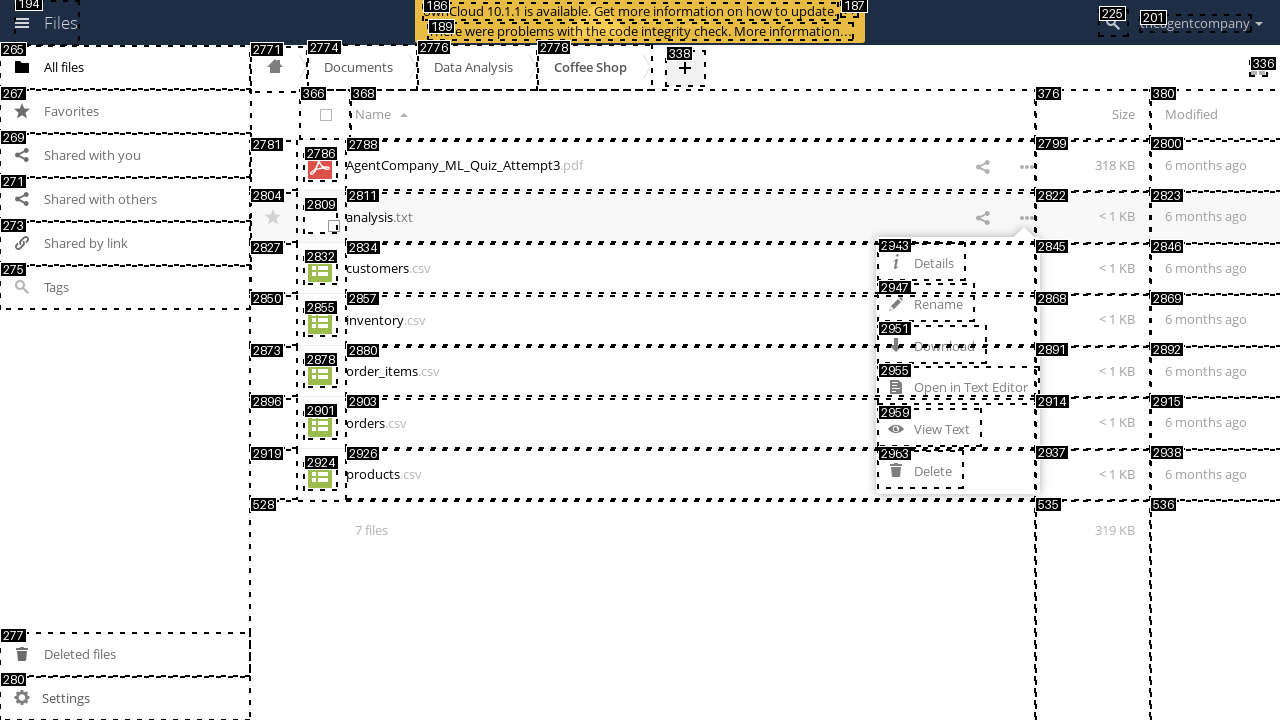 194
Files
186
ownCloud 10.1.1 is available. Get more information on how to update.
187
189
There were problems with the code integrity check. More information…
225
201
theagentcompany
265
All files
267
Favorites
269
Shared with you
271
Shared with others
273
Shared by link
275
Tags
277
Deleted files
280
Settings
2771
2774
Documents
2776
Data Analysis
2778
Coffee Shop
338
+
336
366
368
Name
376
Size
380
Modified
2781
2786
2788
AgentCompany_ML_Quiz_Attempt3.pdf
2799
318 KB
2800
6 months ago
2804
2809
2811
analysis.txt
2822
< 1 KB
2823
6 months ago
2827
2832
2834
customers.csv
2845
< 1 KB
2846
6 months ago
2850
2855
2857
inventory.csv
2868
< 1 KB
2869
6 months ago
2873
2878
2880
order_items.csv
2891
< 1 KB
2892
6 months ago
2896
2901
2903
orders.csv
2914
< 1 KB
2915
6 months ago
2919
2924
2926
products.csv
2937
< 1 KB
2938
6 months ago
2943
Details
2947
Rename
2951
Download
2955
Open in Text Editor
2959
View Text
2963
Delete
528
7 files
535
319 KB
536